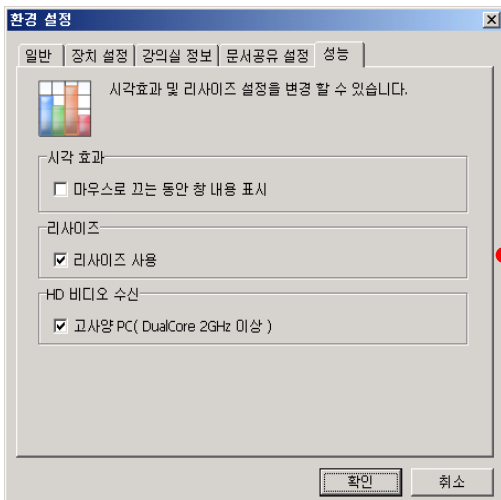 환경 설정
일반 장치 설정 강의실 정보 문서공유 설정 성능
시각효과 및 리사이즈 설정을 변경 할 수 있습니다.
시각 효과
마우스로 끄는 동안 창 내용 표시
리사이즈
리사이즈 사용
HD 비디오 수신
고사양 PC( DualCore 2GHz 이상 )
확인 취소